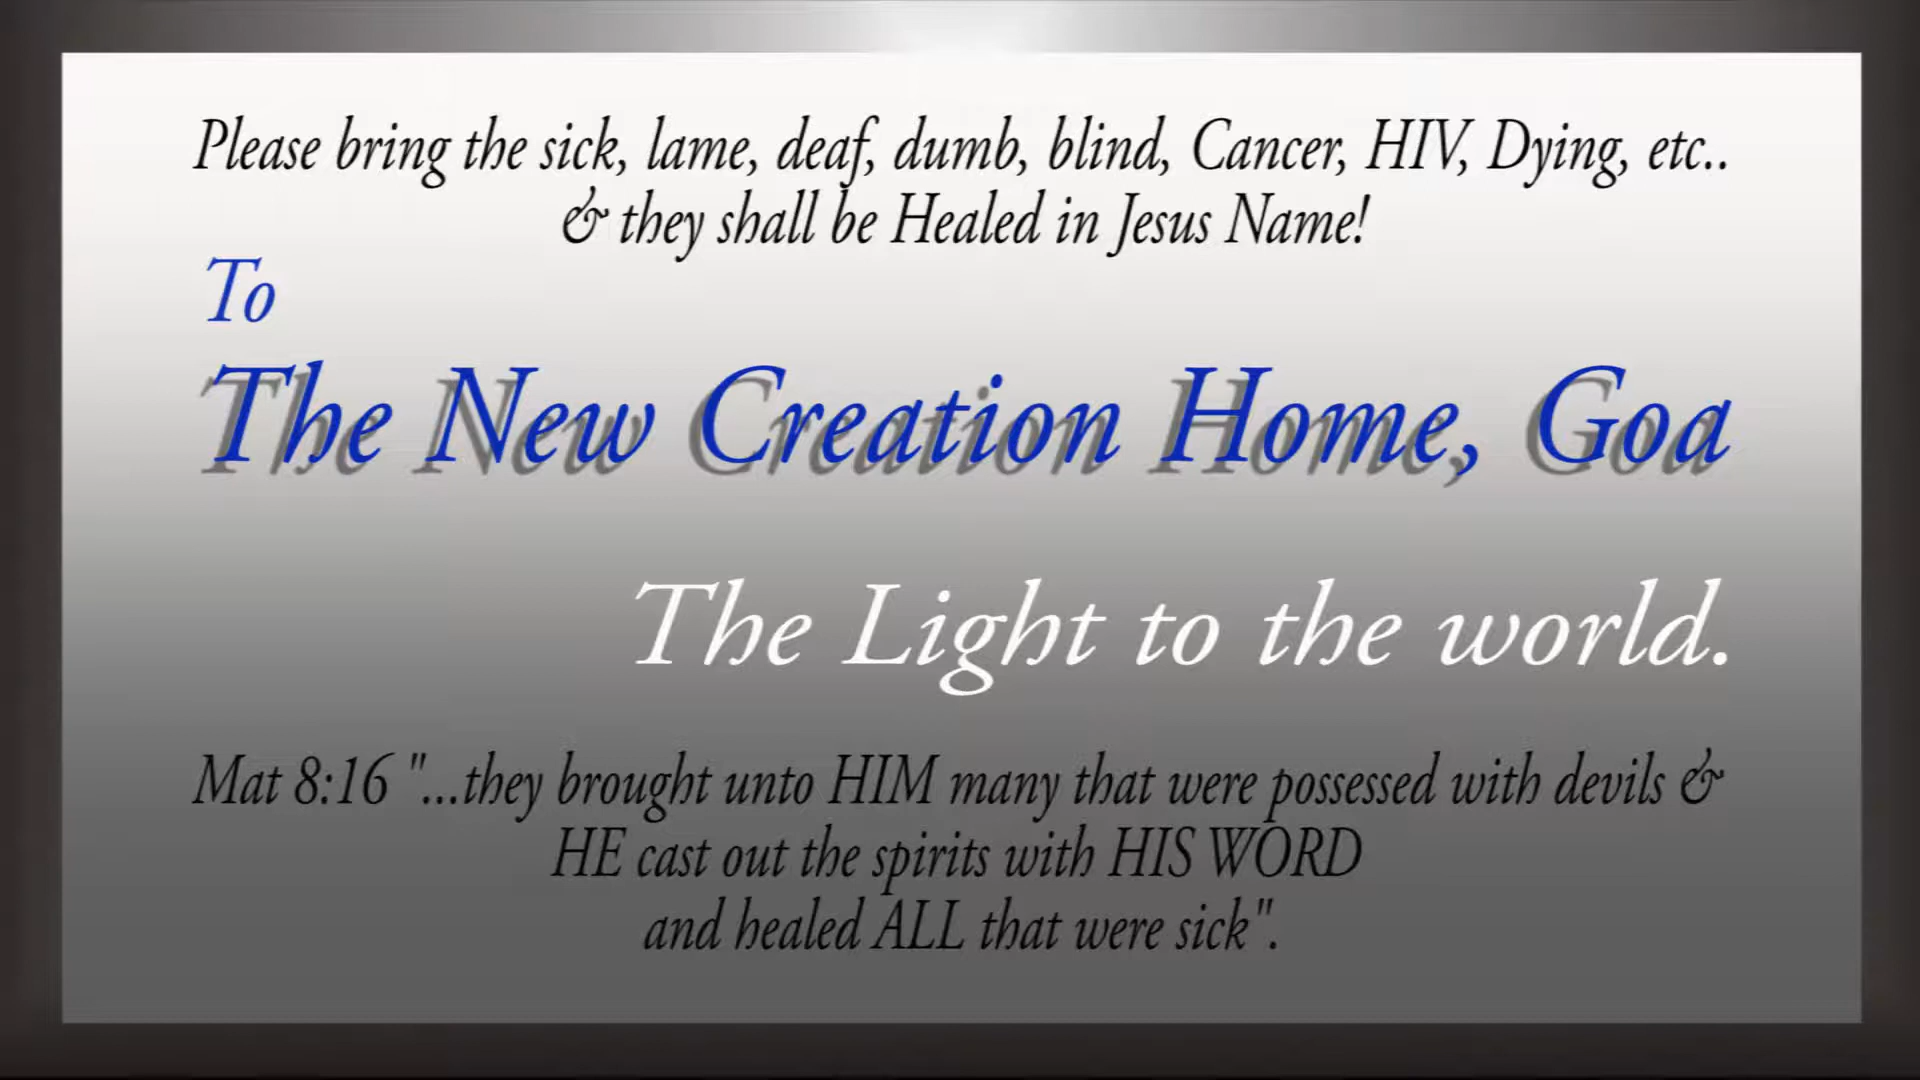 Please bring the sick, lame, deaf, dumb, blind, Cancer, HIV, Dying, etc..
& they shall be Healed in Jesus Name!
To
The New Creation Home, Goa
The Light to the world.
Mat 8:16 "...they brought unto HIM many that were possessed with devils &
HE cast out the spirits with HIS WORD
and healed ALL that were sick".